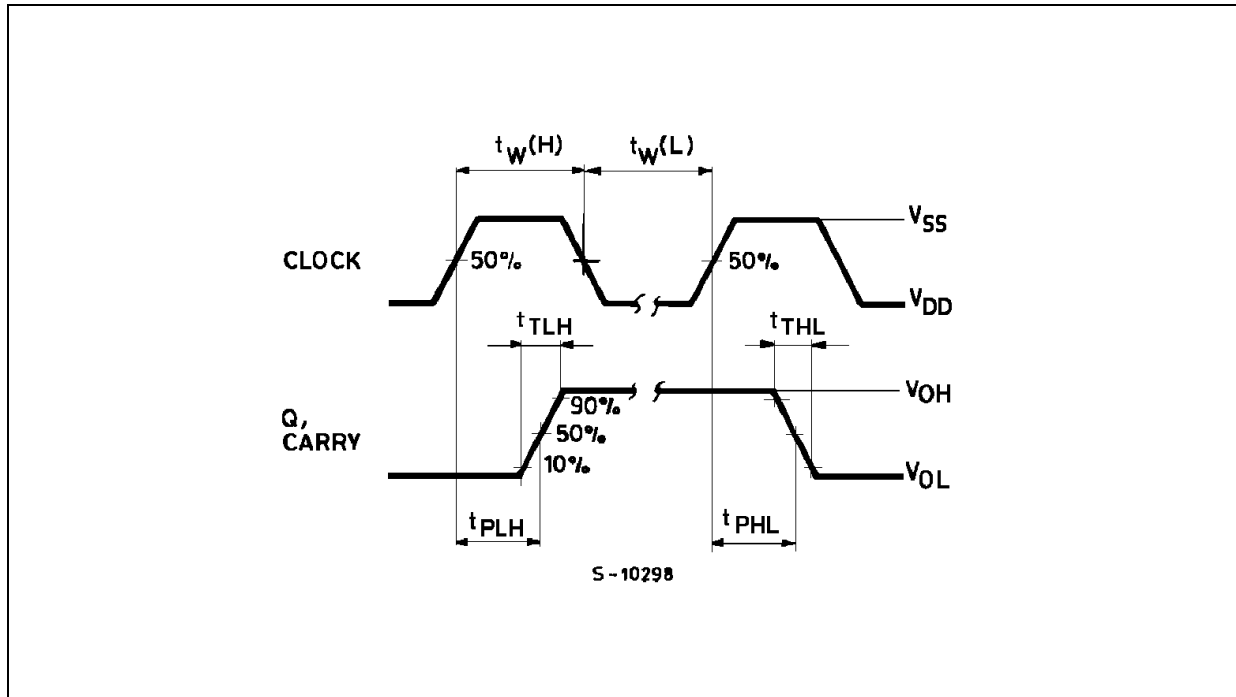 tW(H)
tW(L)
VSS
CLOCK
50%
50%
VDD
tTLH
tTHL
VOH
90%
Q,
CARRY
50%
10%
VOL
tPLH
tPHL
S-10298